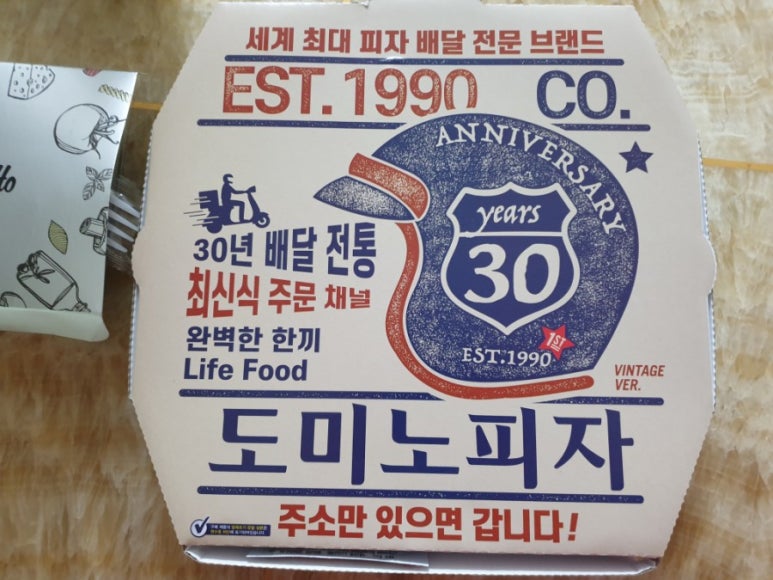 세계 최대 피자 배달 전문 브랜드
EST. 1990 CO.
ANNIVERSARY
years
30
1ST
EST.1990
30년 배달 전통
최신식 주문 채널
완벽한 한끼
Life Food
VINTAGE
VER.
도미노피자
주소만 있으면 갑니다!